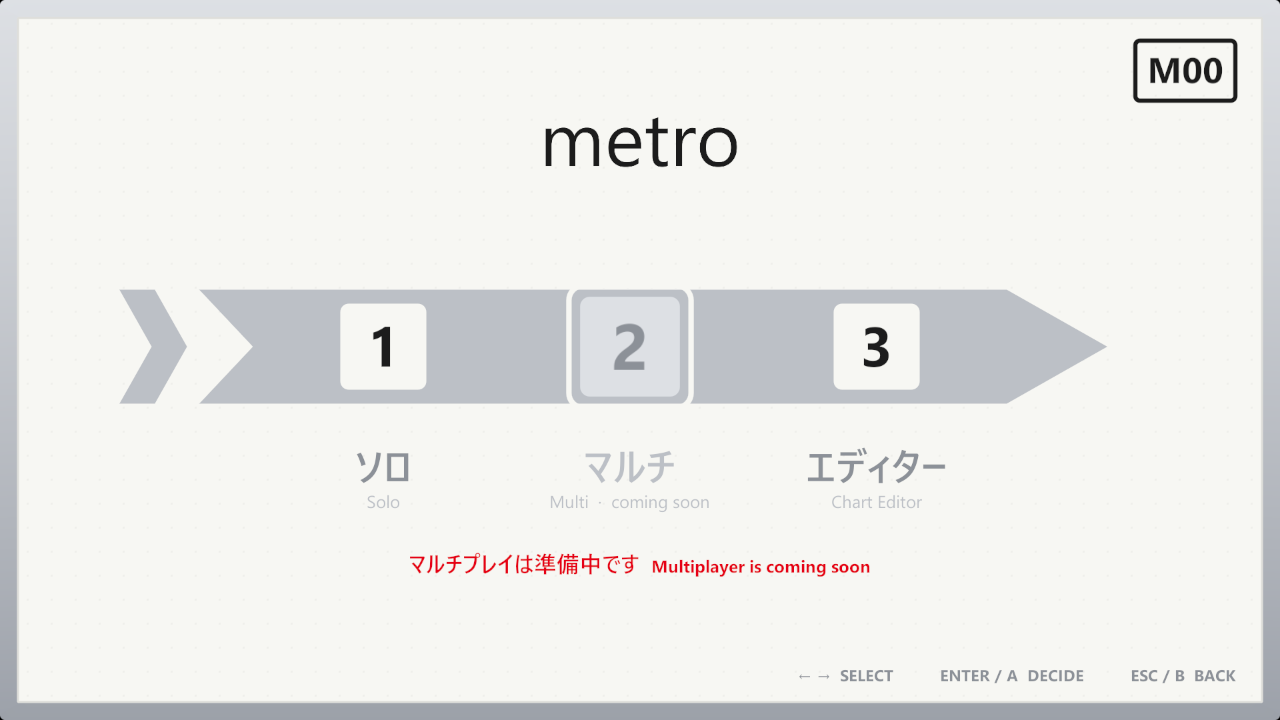 M00
metro
1 2 3
ソロ マルチ エディター
Solo Multi · coming soon Chart Editor
マルチプレイは準備中です Multiplayer is coming soon
←→ SELECT ENTER / A DECIDE ESC / B BACK